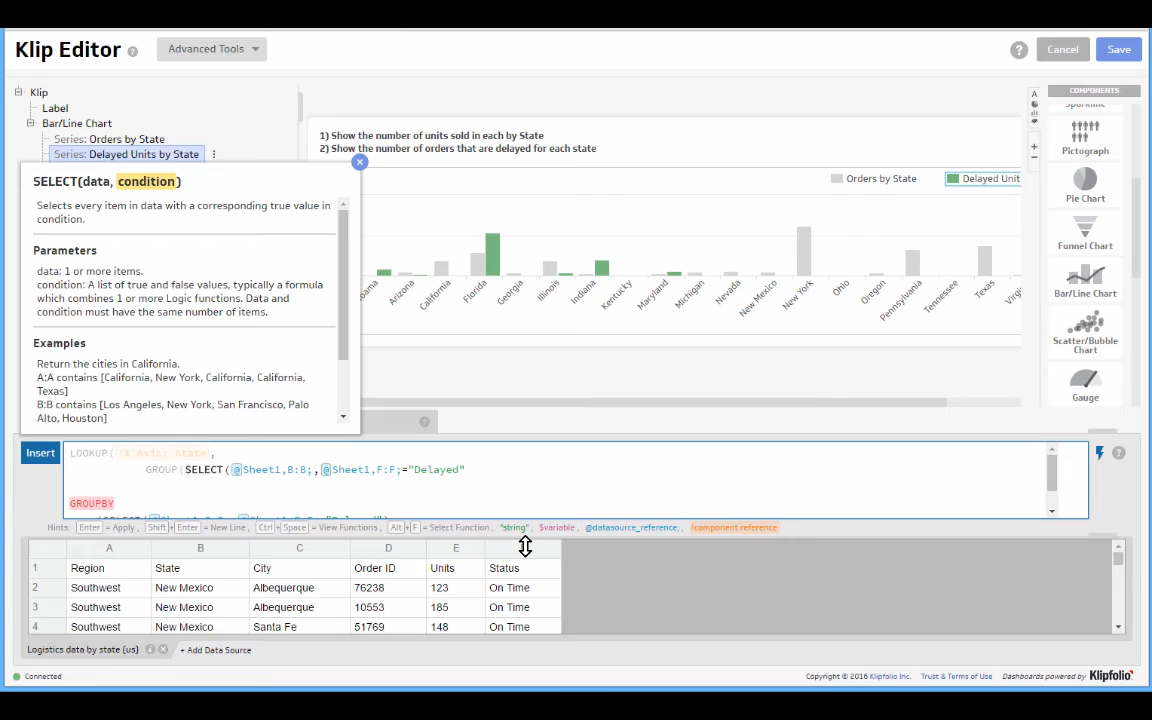 Klip Editor
Advanced Tools
Cancel
Save
Klip
Label
Bar/Line Chart
Series: Orders by State
Series: Delayed Units by State
1) Show the number of units sold in each by State
2) Show the number of orders that are delayed for each state
Orders by State
Delayed Unit
Arizona
California
Florida
Georgia
Illinois
Indiana
Kentucky
Maryland
Michigan
Nevada
New Mexico
New York
Ohio
Oregon
Pennsylvania
Tennessee
Texas
COMPONENTS
Pictograph
Pie Chart
Funnel Chart
Bar/Line Chart
Scatter/Bubble
Chart
Gauge
SELECT(data, condition)
Selects every item in data with a corresponding true value in
condition.
Parameters
data: 1 or more items.
condition: A list of true and false values, typically a formula
which combines 1 or more Logic functions. Data and
condition must have the same number of items.
Examples
Return the cities in California.
A:A contains [California, New York, California, California,
Texas]
B:B contains [Los Angeles, New York, San Francisco, Palo
Alto, Houston]
Insert
LOOKUP(!X Axis: State,
GROUP(SELECT(@Sheet1,B:B;,@Sheet1,F:F;="Delayed"
GROUPBY
Hints: Enter = Apply, Shift + Enter = New Line, Ctrl + Space = View Functions, Alt + F = Select Function, "string", $variable, @datasource_reference;, !component reference
A B C D E
1 Region State City Order ID Units Status
2 Southwest New Mexico Albequerque 76238 123 On Time
3 Southwest New Mexico Albequerque 10553 185 On Time
4 Southwest New Mexico Santa Fe 51769 148 On Time
Logistics data by state (us)
+ Add Data Source
Connected
Copyright © 2016 Klipfolio Inc.
Trust & Terms of Use
Dashboards powered by Klipfolio